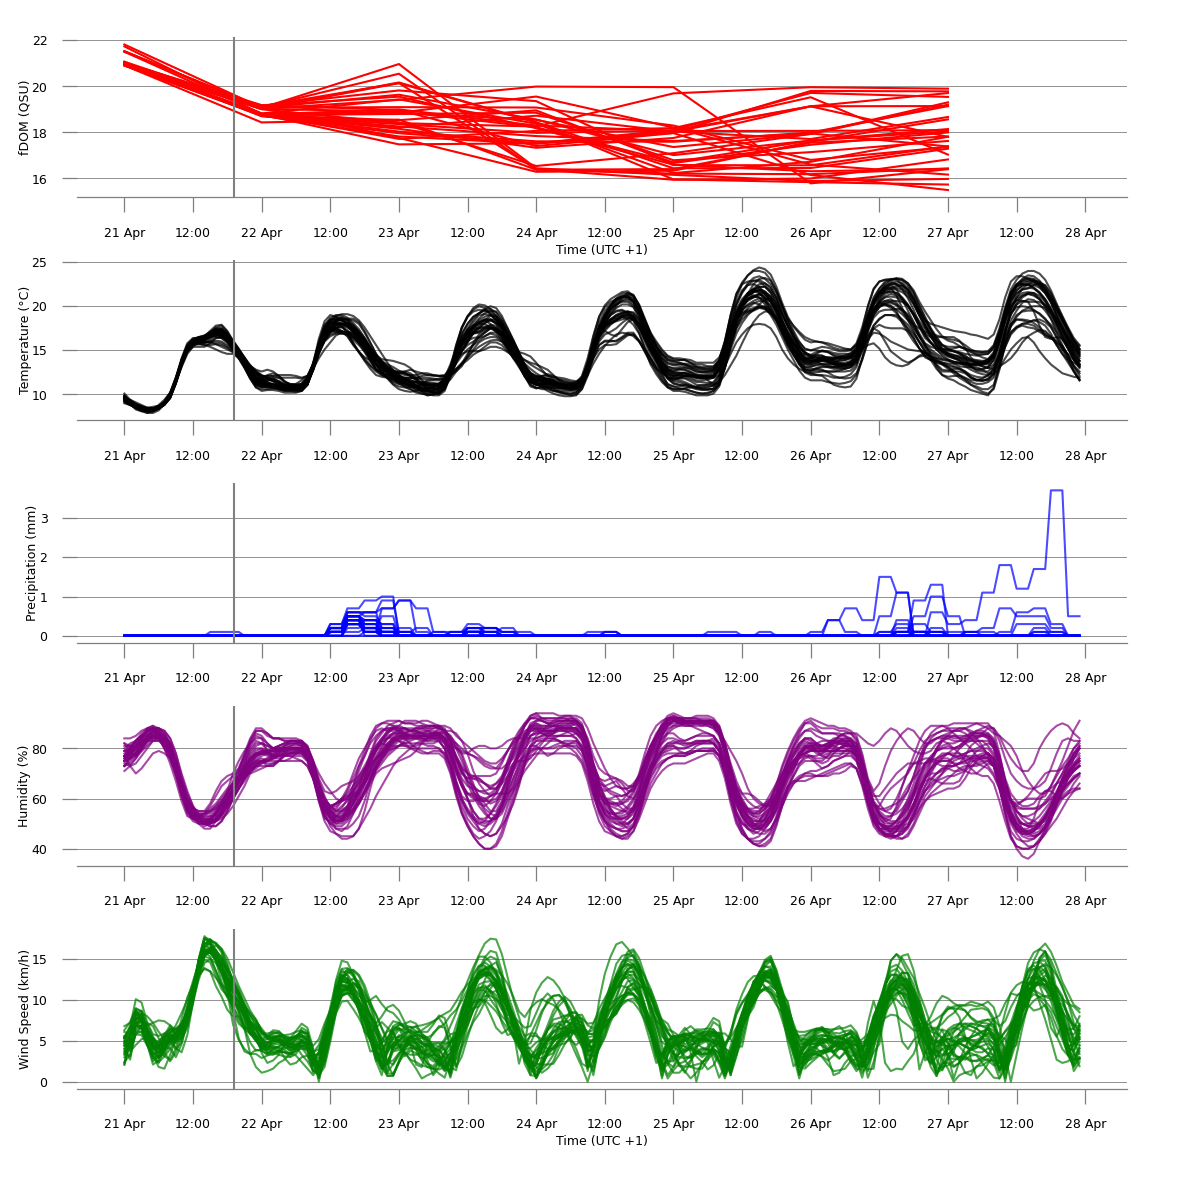 fDOM (QSU)
22
20
18
16
21 Apr 12:00 22 Apr 12:00 23 Apr 12:00 24 Apr 12:00 25 Apr 12:00 26 Apr 12:00 27 Apr 12:00 28 Apr
Time (UTC +1)
Temperature (°C)
25
20
15
10
21 Apr 12:00 22 Apr 12:00 23 Apr 12:00 24 Apr 12:00 25 Apr 12:00 26 Apr 12:00 27 Apr 12:00 28 Apr
Precipitation (mm)
3
2
1
0
21 Apr 12:00 22 Apr 12:00 23 Apr 12:00 24 Apr 12:00 25 Apr 12:00 26 Apr 12:00 27 Apr 12:00 28 Apr
Humidity (%)
80
60
40
21 Apr 12:00 22 Apr 12:00 23 Apr 12:00 24 Apr 12:00 25 Apr 12:00 26 Apr 12:00 27 Apr 12:00 28 Apr
Wind Speed (km/h)
15
10
5
0
21 Apr 12:00 22 Apr 12:00 23 Apr 12:00 24 Apr 12:00 25 Apr 12:00 26 Apr 12:00 27 Apr 12:00 28 Apr
Time (UTC +1)